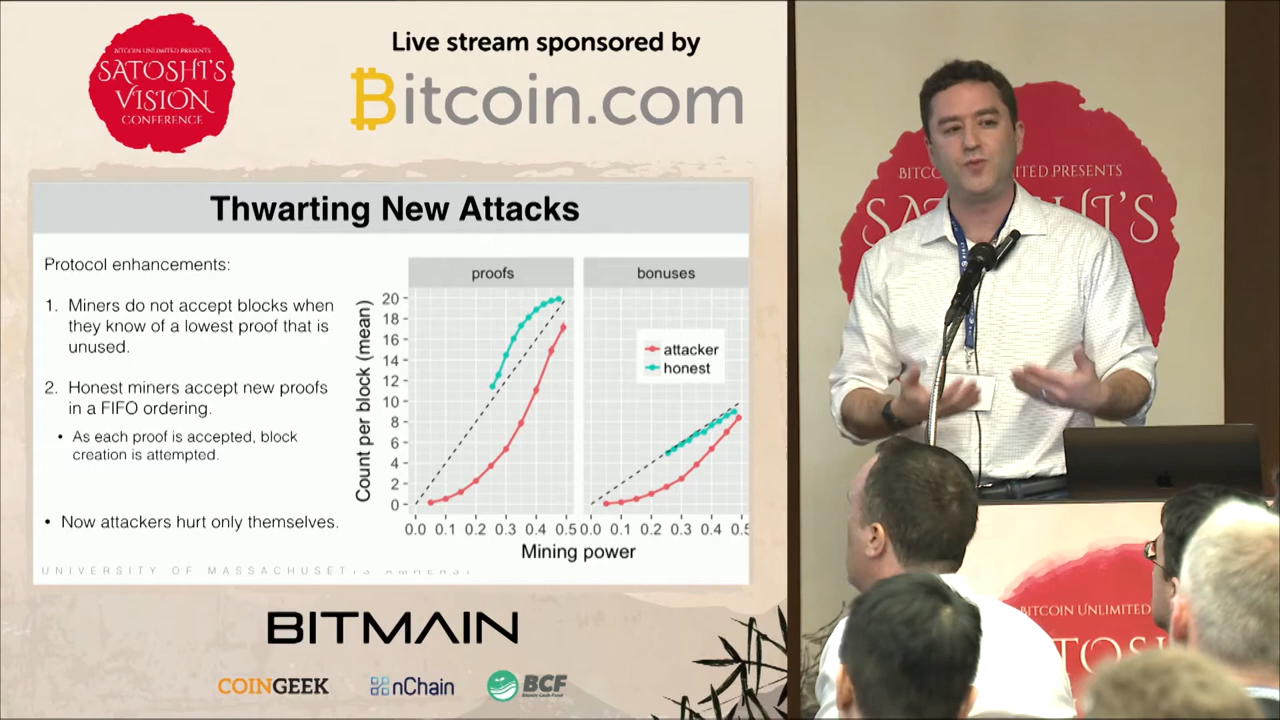 BITCOIN UNLIMITED PRESENTS
SATOSHI'S
VISION
CONFERENCE
Live stream sponsored by
Bitcoin.com
Thwarting New Attacks
Protocol enhancements:
1. Miners do not accept blocks when
they know of a lowest proof that is
unused.
2. Honest miners accept new proofs
in a FIFO ordering.
• As each proof is accepted, block
creation is attempted.
• Now attackers hurt only themselves.
proofs
bonuses
Count per block (mean)
20
18
16
14
12
10
8
6
4
2
0
attacker
honest
0.0 0.1 0.2 0.3 0.4 0.5 0.0 0.1 0.2 0.3 0.4 0.5
Mining power
UNIVERSITY OF MASSACHUSETTS AMHERST
BITMAIN
COINGEEK
nChain
BCF
BITC ITED PRESENTS
SAT HI'S
BITCOIN UNLIMITED
TOS